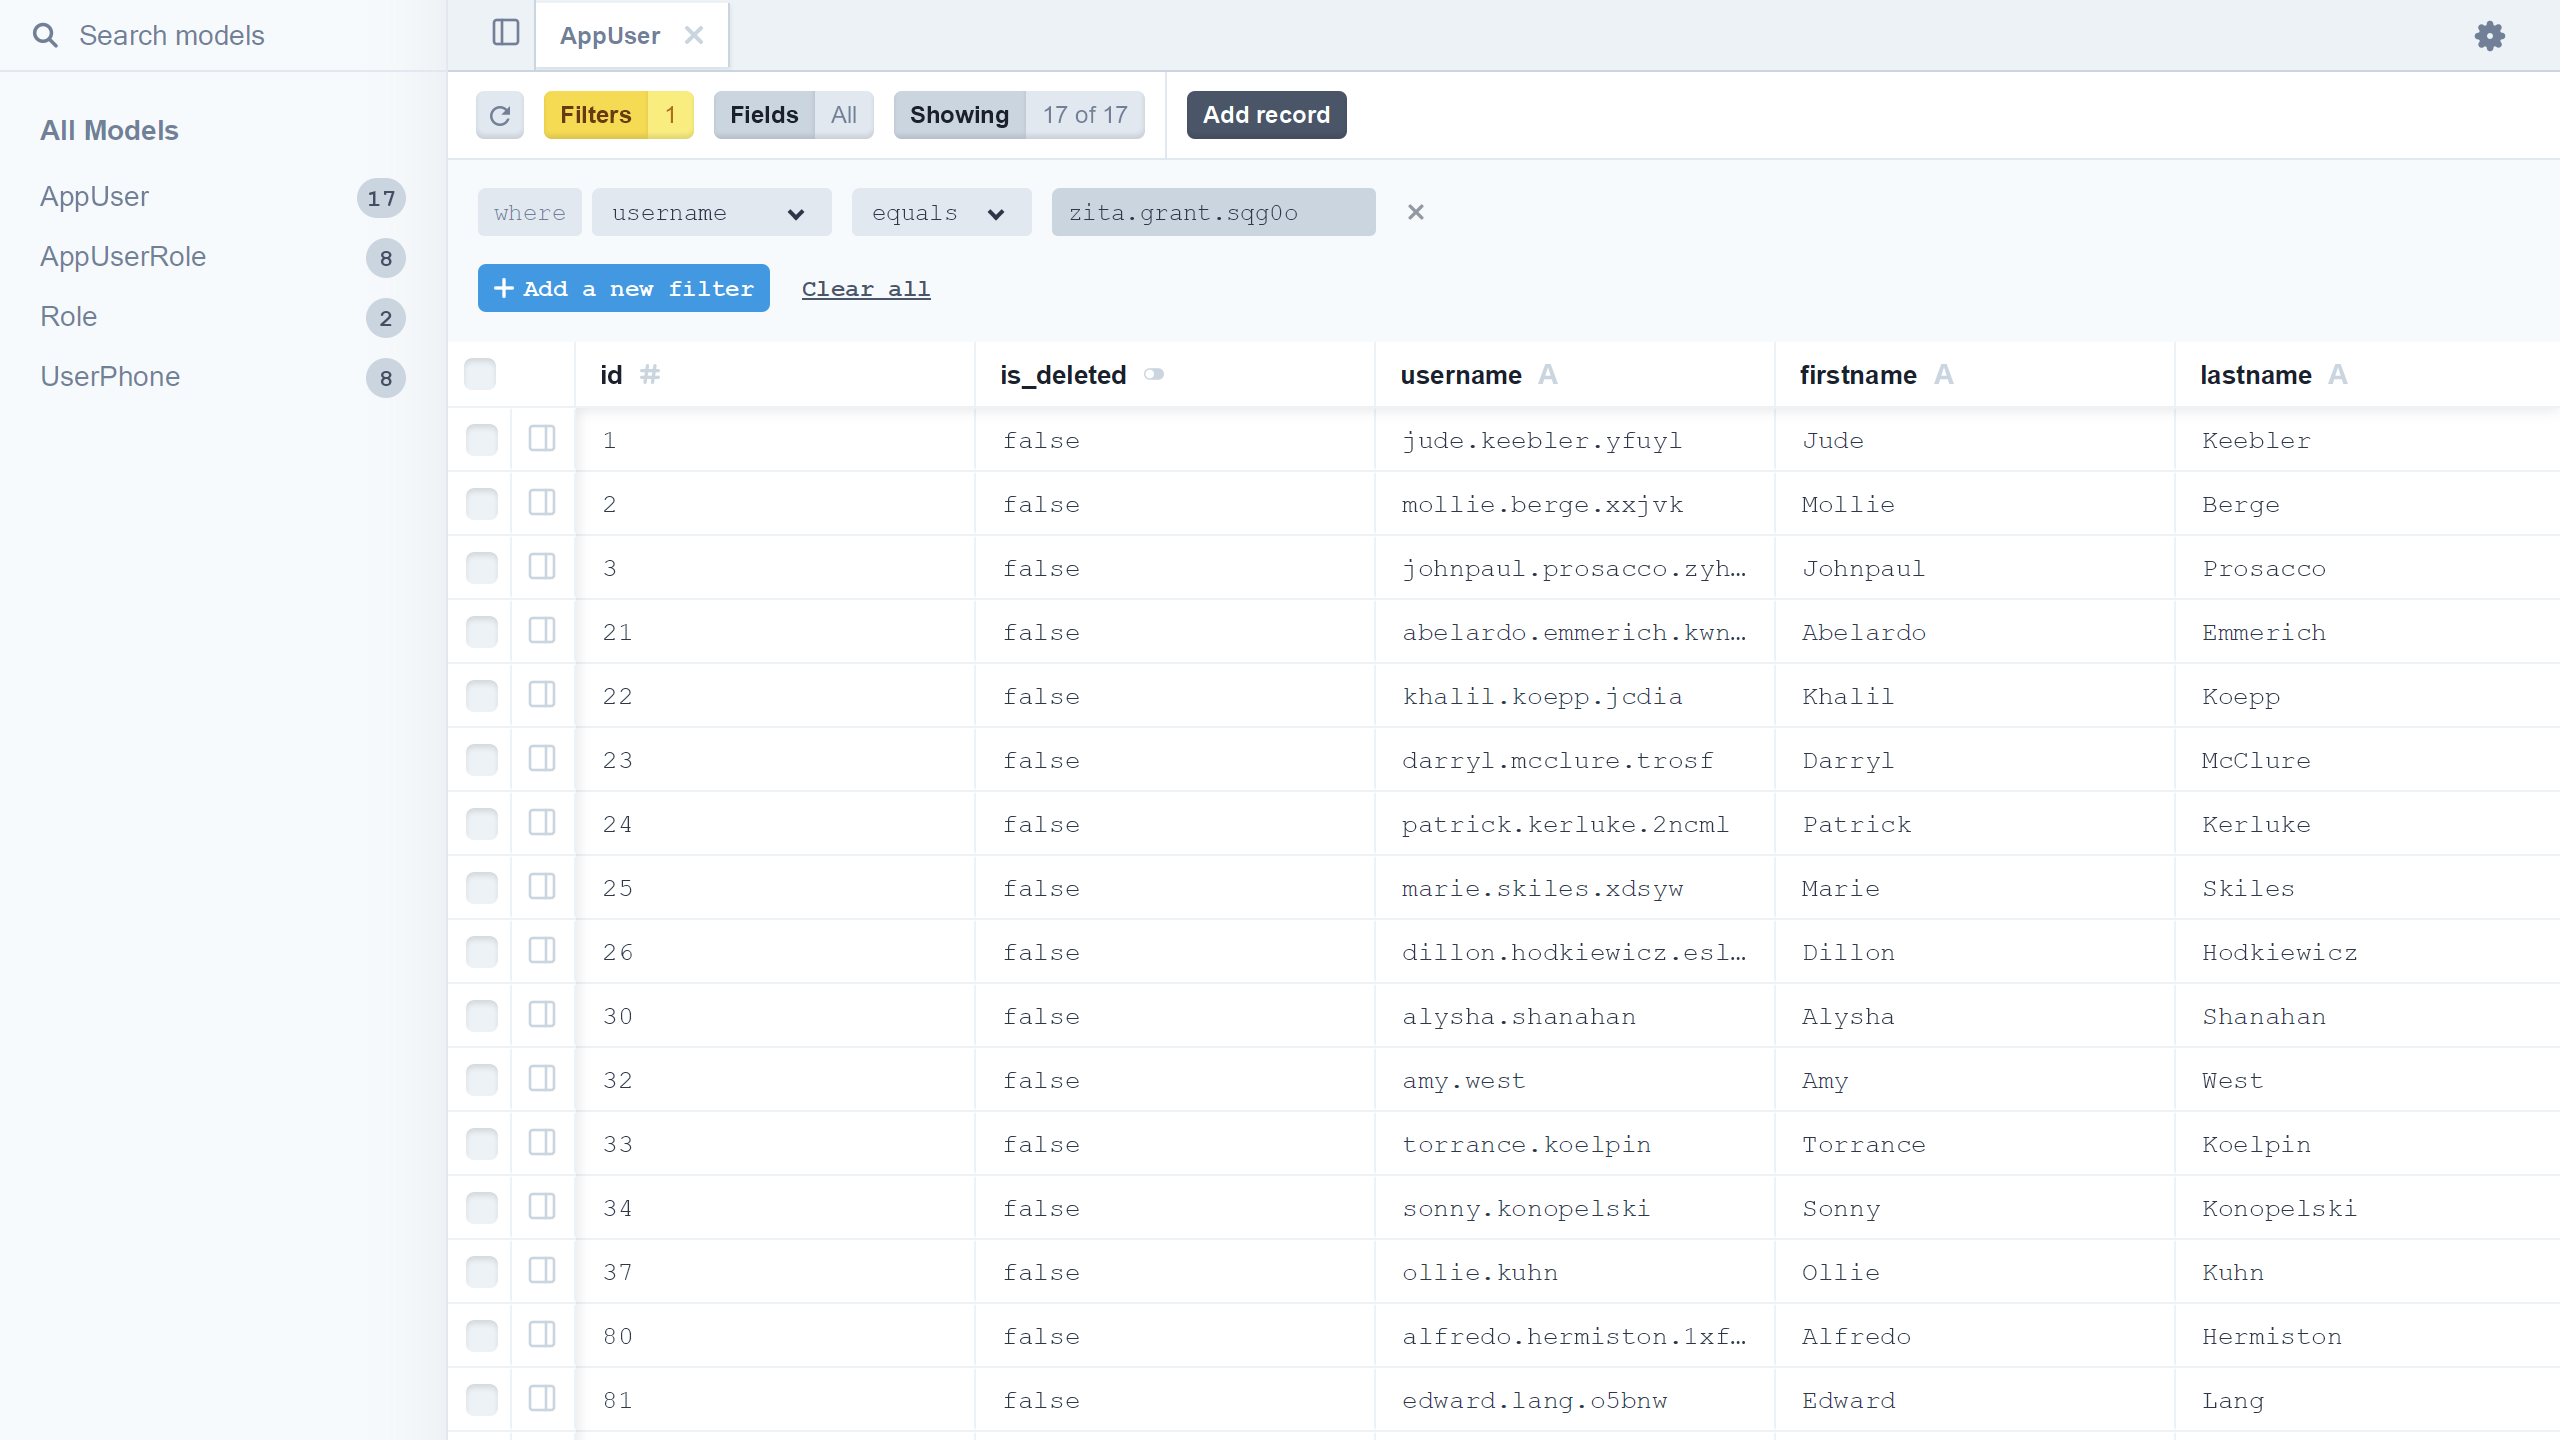 Search models
AppUser
All Models
AppUser 17
AppUserRole 8
Role 2
UserPhone 8
Filters 1 Fields All Showing 17 of 17 Add record
where username equals zita.grant.sqg0o
Add a new filter Clear all
id # is_deleted username A firstname A lastname A
1 false jude.keebler.yfuyl Jude Keebler
2 false mollie.berge.xxjvk Mollie Berge
3 false johnpaul.prosacco.zyh… Johnpaul Prosacco
21 false abelardo.emmerich.kwn… Abelardo Emmerich
22 false khalil.koepp.jcdia Khalil Koepp
23 false darryl.mcclure.trosf Darryl McClure
24 false patrick.kerluke.2ncml Patrick Kerluke
25 false marie.skiles.xdsyw Marie Skiles
26 false dillon.hodkiewicz.esl… Dillon Hodkiewicz
30 false alysha.shanahan Alysha Shanahan
32 false amy.west Amy West
33 false torrance.koelpin Torrance Koelpin
34 false sonny.konopelski Sonny Konopelski
37 false ollie.kuhn Ollie Kuhn
80 false alfredo.hermiston.1xf… Alfredo Hermiston
81 false edward.lang.o5bnw Edward Lang